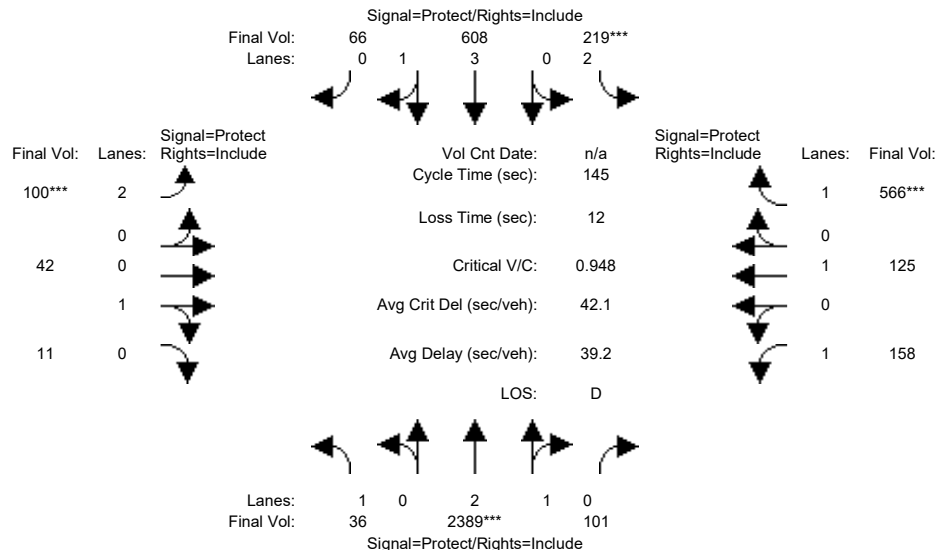 Signal=Protect/Rights=Include
Final Vol: 66 608 219***
Lanes: 0 1 3 0 2
Signal=Protect
Final Vol: Lanes: Rights=Include
Vol Cnt Date: n/a
Signal=Protect
Rights=Include Lanes: Final Vol:
Cycle Time (sec): 145
100*** 2
1 566***
Loss Time (sec): 12
0
0
42 0
Critical V/C: 0.948
1 125
1
Avg Crit Del (sec/veh): 42.1
0
11 0
Avg Delay (sec/veh): 39.2
1 158
LOS: D
Lanes: 1 0 2 1 0
Final Vol: 36 2389*** 101
Signal=Protect/Rights=Include